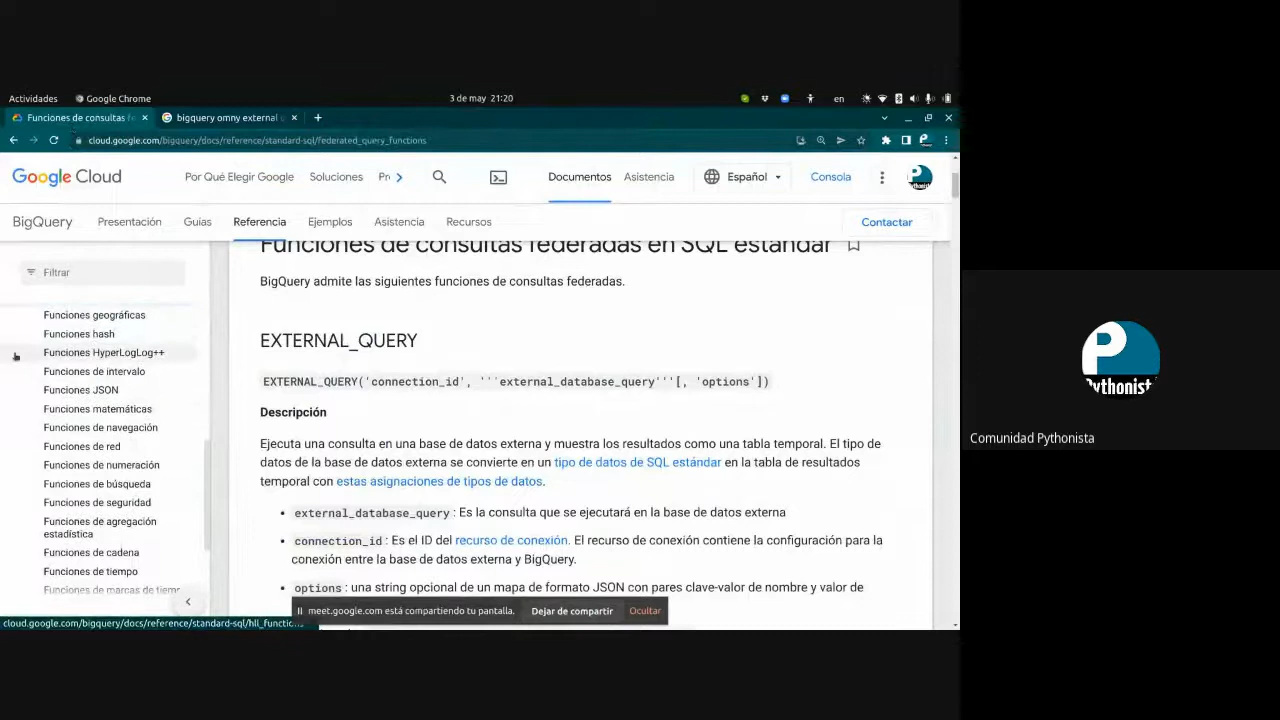 Actividades
Google Chrome
3 de may 21:20
en
Funciones de consultas fe
bigquery omny external
cloud.google.com/bigquery/docs/reference/standard-sql/federated_query_functions
Google Cloud
Por Qué Elegir Google
Soluciones
Pr
Documentos
Asistencia
Español
Consola
BigQuery
Presentación
Guías
Referencia
Ejemplos
Asistencia
Recursos
Contactar
Filtrar
Funciones geográficas
Funciones hash
Funciones HyperLogLog++
Funciones de intervalo
Funciones JSON
Funciones matemáticas
Funciones de navegación
Funciones de red
Funciones de numeración
Funciones de búsqueda
Funciones de seguridad
Funciones de agregación
estadística
Funciones de cadena
Funciones de tiempo
Funciones de marcas de tiemp
cloud.google.com/bigquery/docs/reference/standard-sql/hll_functions
Funciones de consultas federadas en SQL estándar
BigQuery admite las siguientes funciones de consultas federadas.
EXTERNAL_QUERY
EXTERNAL_QUERY('connection_id', '''external_database_query'''[, 'options'])
Descripción
Ejecuta una consulta en una base de datos externa y muestra los resultados como una tabla temporal. El tipo de
datos de la base de datos externa se convierte en un tipo de datos de SQL estándar en la tabla de resultados
temporal con estas asignaciones de tipos de datos.
• external_database_query : Es la consulta que se ejecutará en la base de datos externa
• connection_id : Es el ID del recurso de conexión. El recurso de conexión contiene la configuración para la
conexión entre la base de datos externa y BigQuery.
• options : una string opcional de un mapa de formato JSON con pares clave-valor de nombre y valor de
meet.google.com está compartiendo tu pantalla.
Dejar de compartir
Ocultar
Pythonist
Comunidad Pythonista